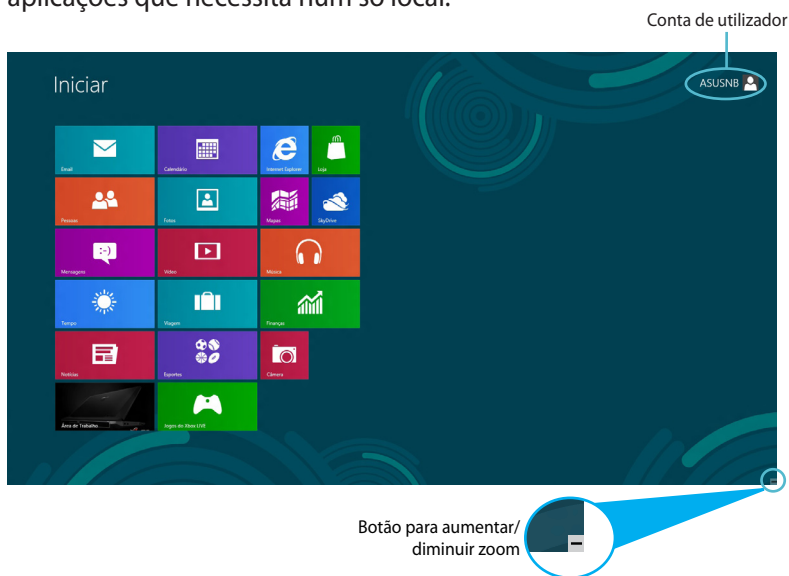 aplicações que necessita num só local.
Conta de utilizador
Iniciar
ASUSNB
Email
Calendário
Internet Explorer
Loja
Pessoas
Fotos
Mapas
SkyDrive
Mensagens
Vídeo
Música
Tempo
Viagem
Finanças
Notícias
Esportes
Câmera
Área de Trabalho
Jogos do Xbox LIVE
Botão para aumentar/
diminuir zoom